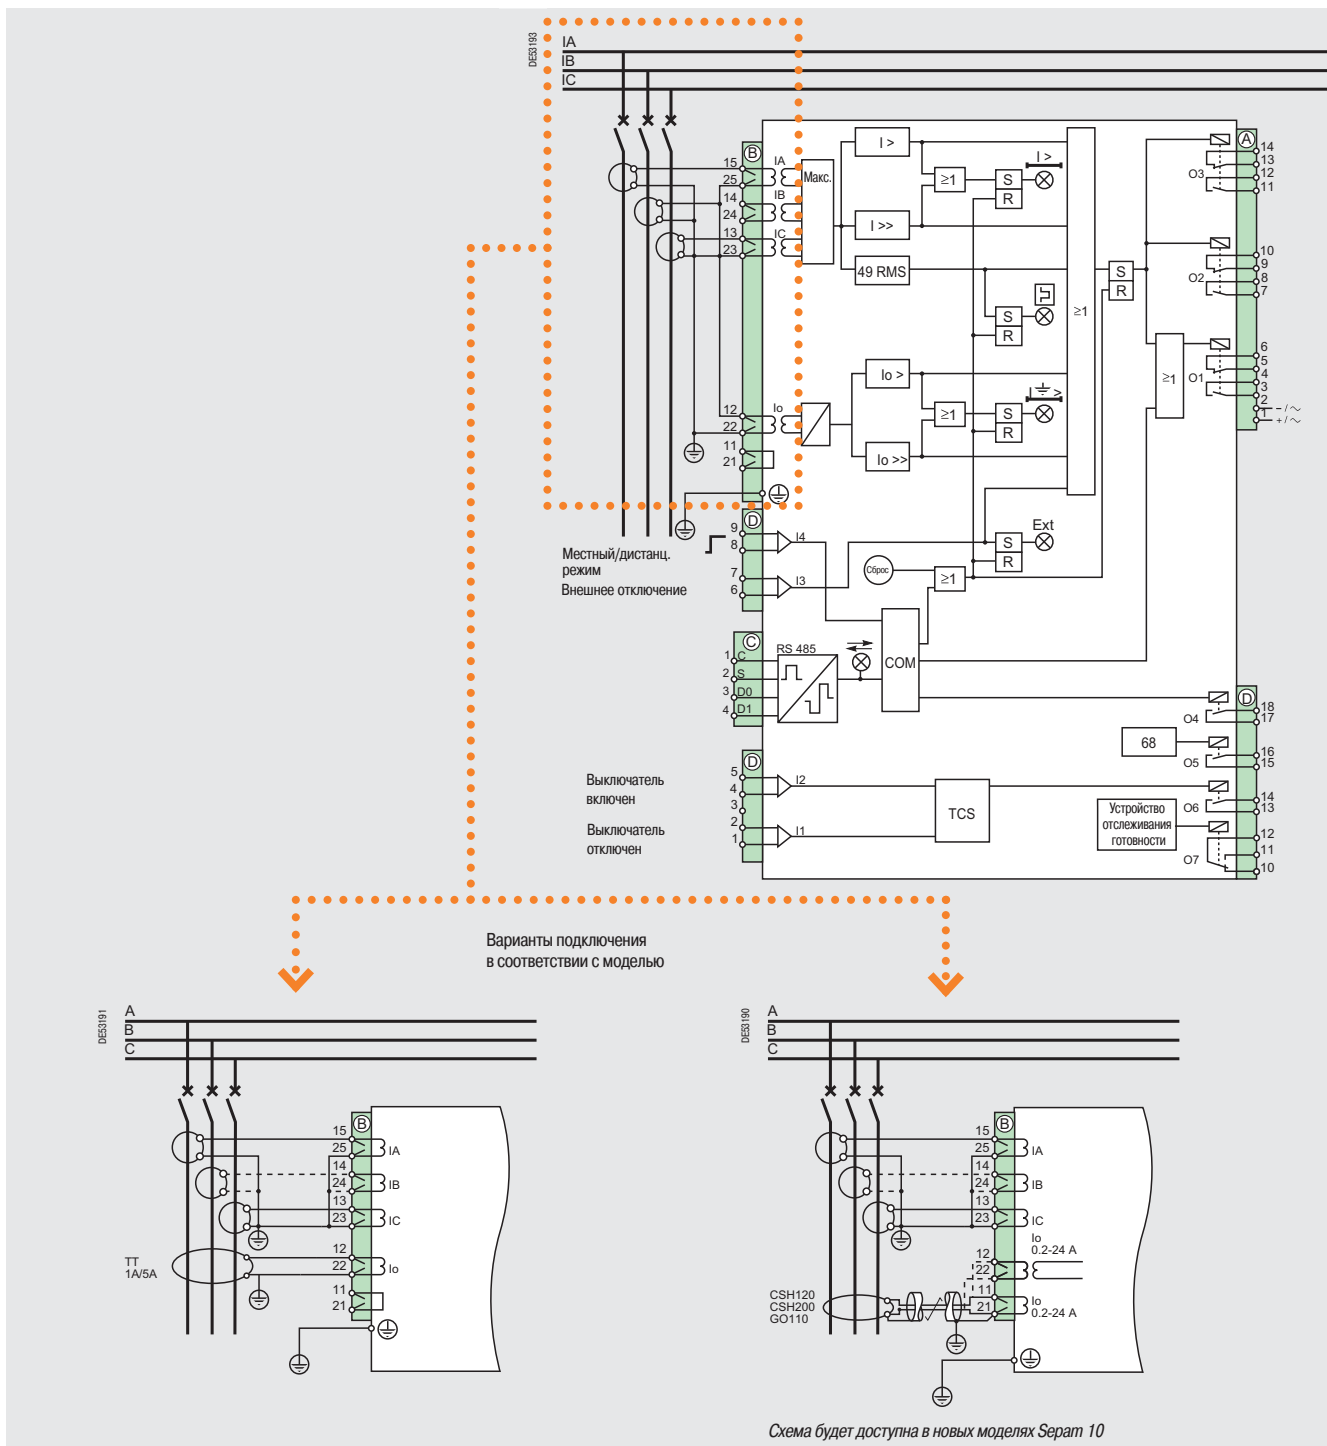 DE53193
IA
IB
IC
B
15
25
14
24
13
23
12
22
11
21
IA
IB
IC
Io
Макс.
I >
I >>
49 RMS
Io >
Io >>
≥1
S
R
I >
S
R
≥1
S
R
I >
≥1
S
R
≥1
A
14
13
12
11
O3
10
9
8
7
O2
6
5
4
3
2
1
O1
- / ~
+ / ~
D
9
8
7
6
I4
I3
Местный/дистанц.
режим
Внешнее отключение
Сброс
≥1
S
R
Ext
C
1 C
2 S
3 D0
4 D1
RS 485
COM
D
18
17
O4
68
16
15
O5
14
13
O6
Устройство
отслеживания
готовности
12
11
10
O7
Выключатель
включен
Выключатель
отключен
D
5
4
3
2
1
I2
I1
TCS
Варианты подключения
в соответствии с моделью
DE53191
A
B
C
B
15
25
14
24
13
23
12
22
11
21
IA
IB
IC
Io
TT
1A/5A
DE53190
A
B
C
B
15
25
14
24
13
23
12
22
11
21
IA
IB
IC
Io
0.2-24 A
Io
0.2-24 A
CSH120
CSH200
GO110
Схема будет доступна в новых моделях Sepam 10